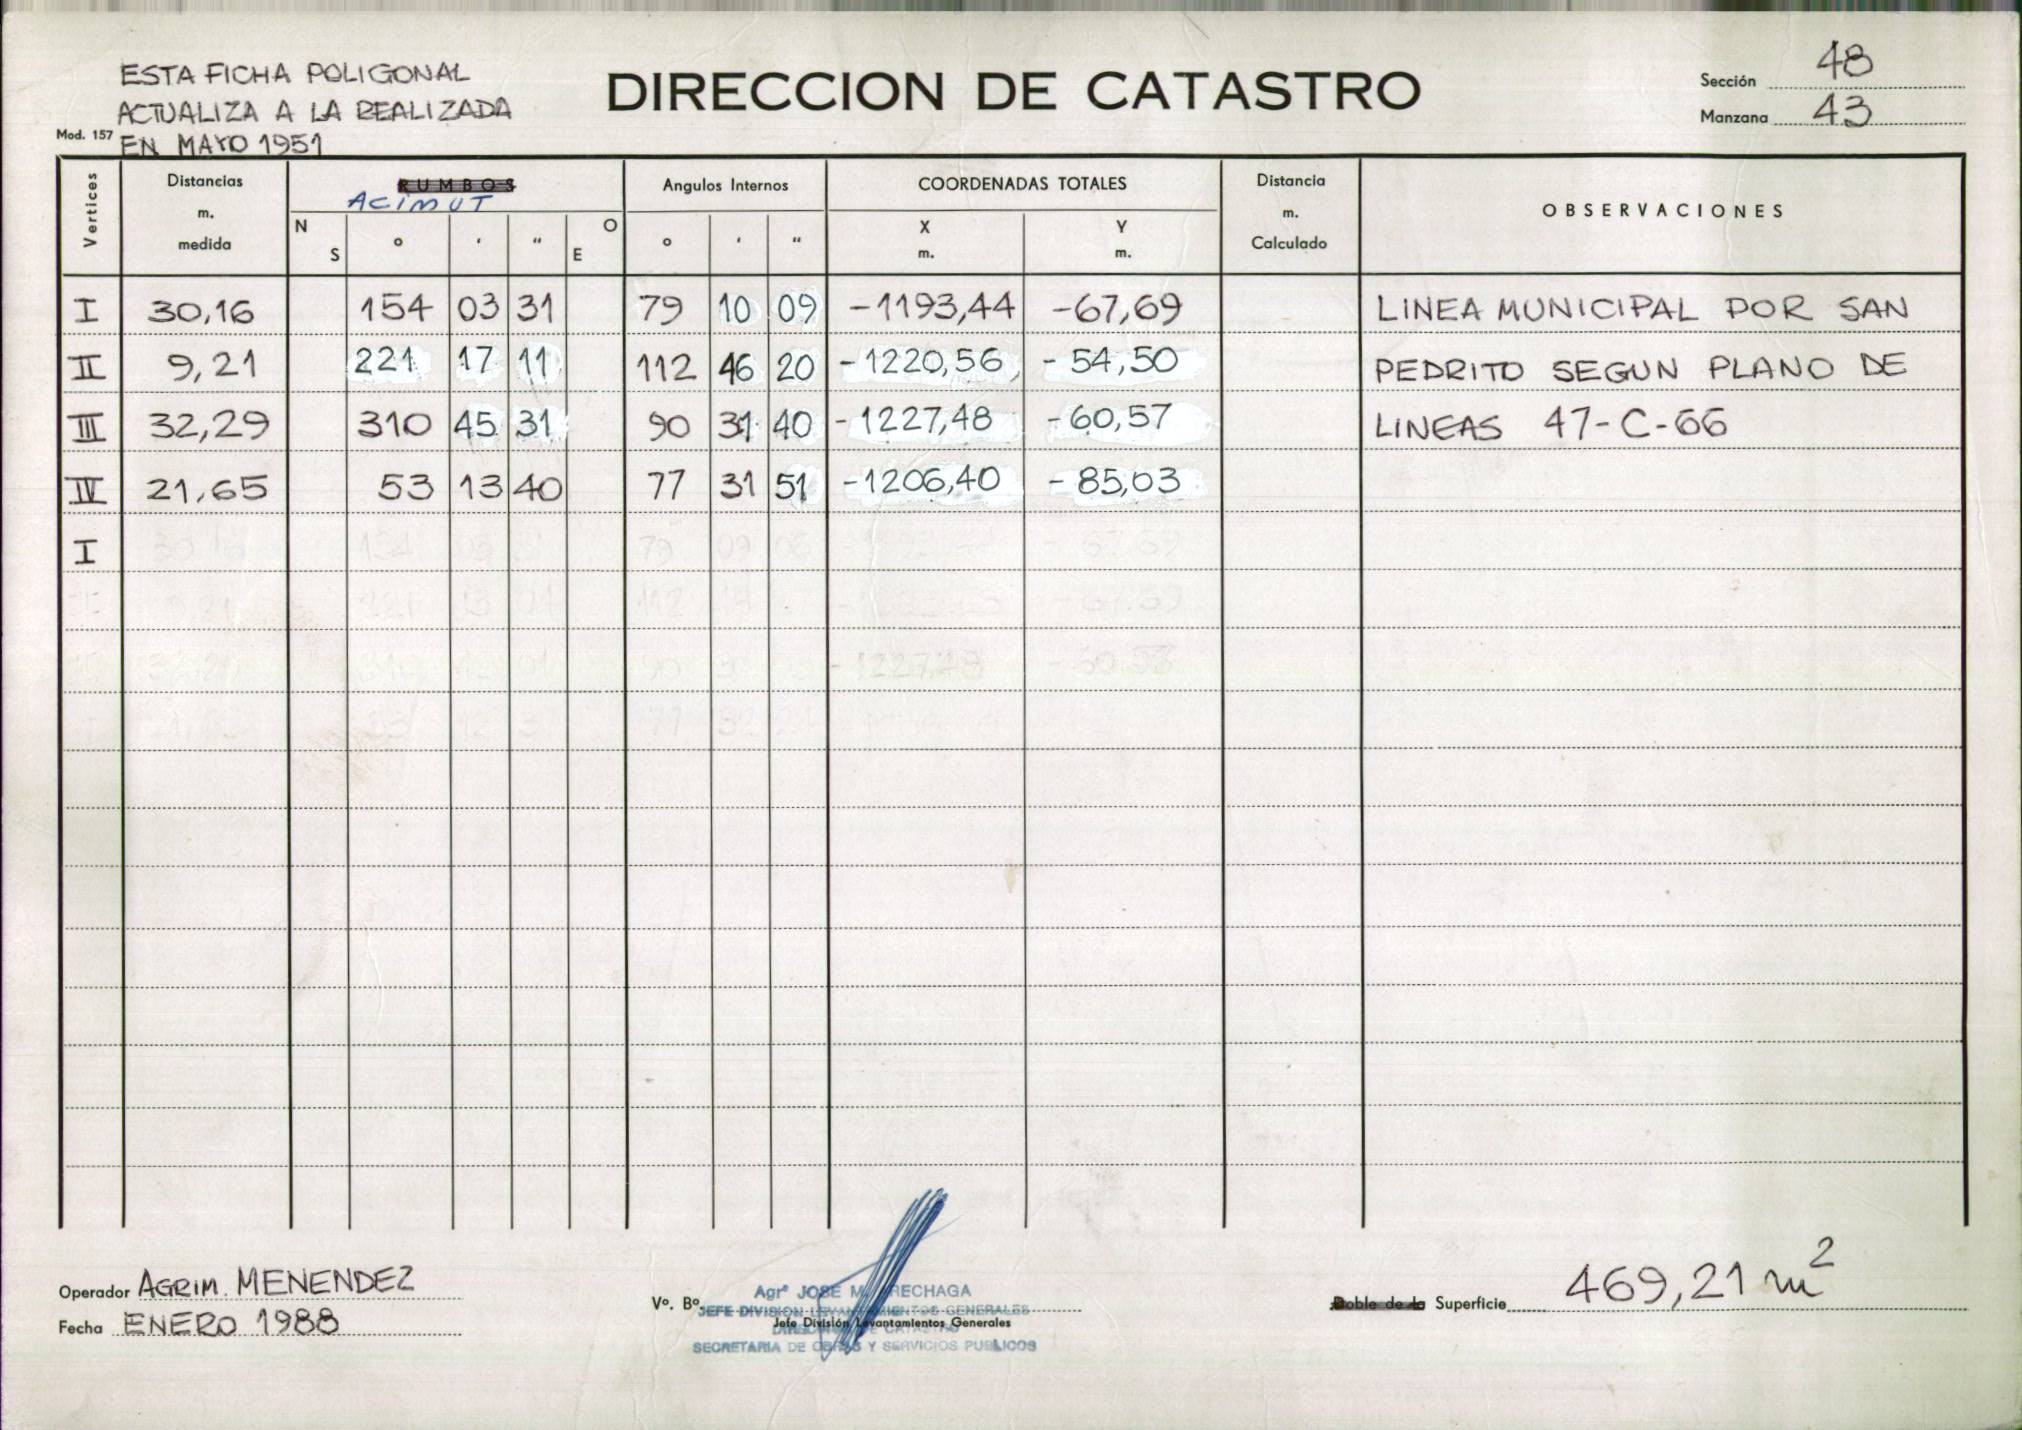 ESTA FICHA POLIGONAL
ACTUALIZA A LA REALIZADA
EN MAYO 1951
Mod. 157
DIRECCION DE CATASTRO
Sección 48
Manzana 43
Vertices
Distancias m. medida
RUMBOS
ACIMUT
N S ° ' " O E
Angulos Internos
° ' "
COORDENADAS TOTALES
X m. Y m.
Distancia m. Calculado
OBSERVACIONES
I 30,16 154 03 31 79 10 09 -1193,44 -67,69 LINEA MUNICIPAL POR SAN
II 9,21 221 17 11 112 46 20 -1220,56 -54,50 PEDRITO SEGUN PLANO DE
III 32,29 310 45 31 90 31 40 -1227,48 -60,57 LINEAS 47-C-66
IV 21,65 53 13 40 77 31 51 -1206,40 -85,03
I
Operador AGRIM. MENENDEZ
Fecha ENERO 1988
Vº. Bº
Agrº JOSE M.
JEFE DIVISION LEVANTAMIENTOS GENERALES
Jefe División Levantamientos Generales
DIRECCION DE CATASTRO
SECRETARIA DE OBRAS Y SERVICIOS PUBLICOS
Doble de la Superficie 469,21 m²